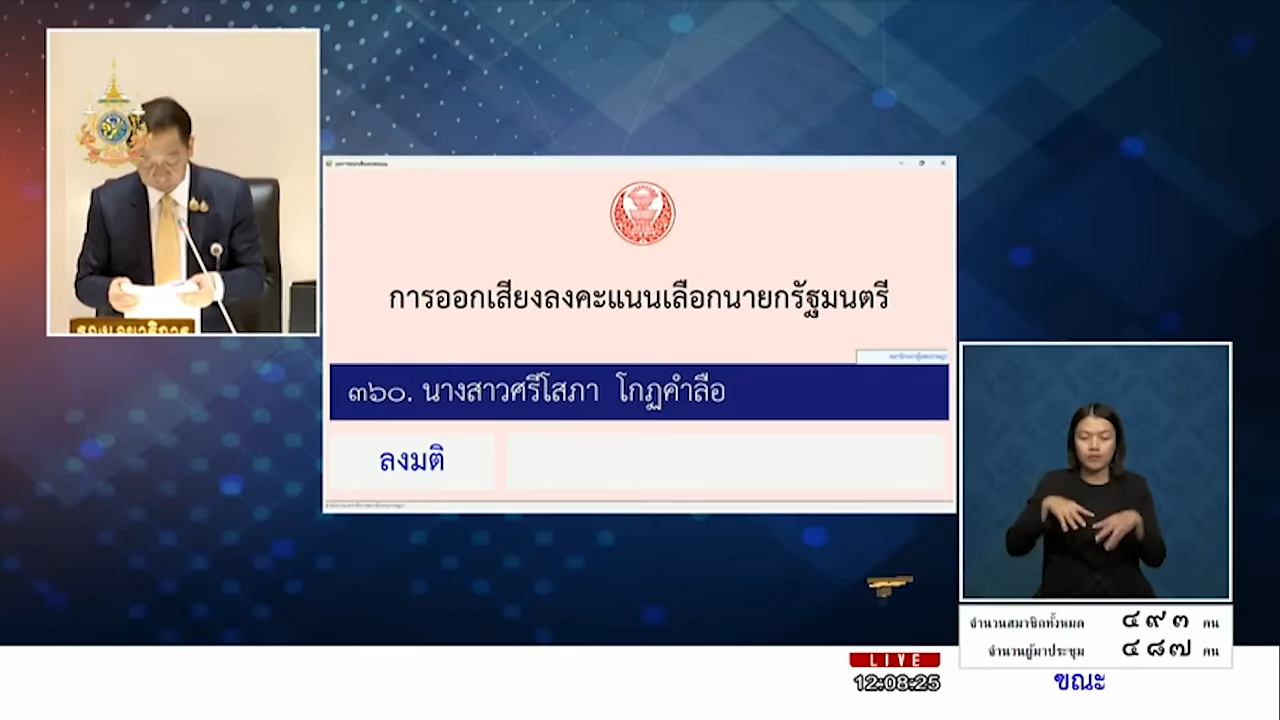 การออกเสียงลงคะแนนเลือกนายกรัฐมนตรี
๓๖๐. นางสาวศรีโสภา โกฏคำลือ
ลงมติ
จำนวนสมาชิกทั้งหมด ๔๙๓ คน
จำนวนผู้มาประชุม ๔๘๗ คน
LIVE
12:08:25
ขณะ